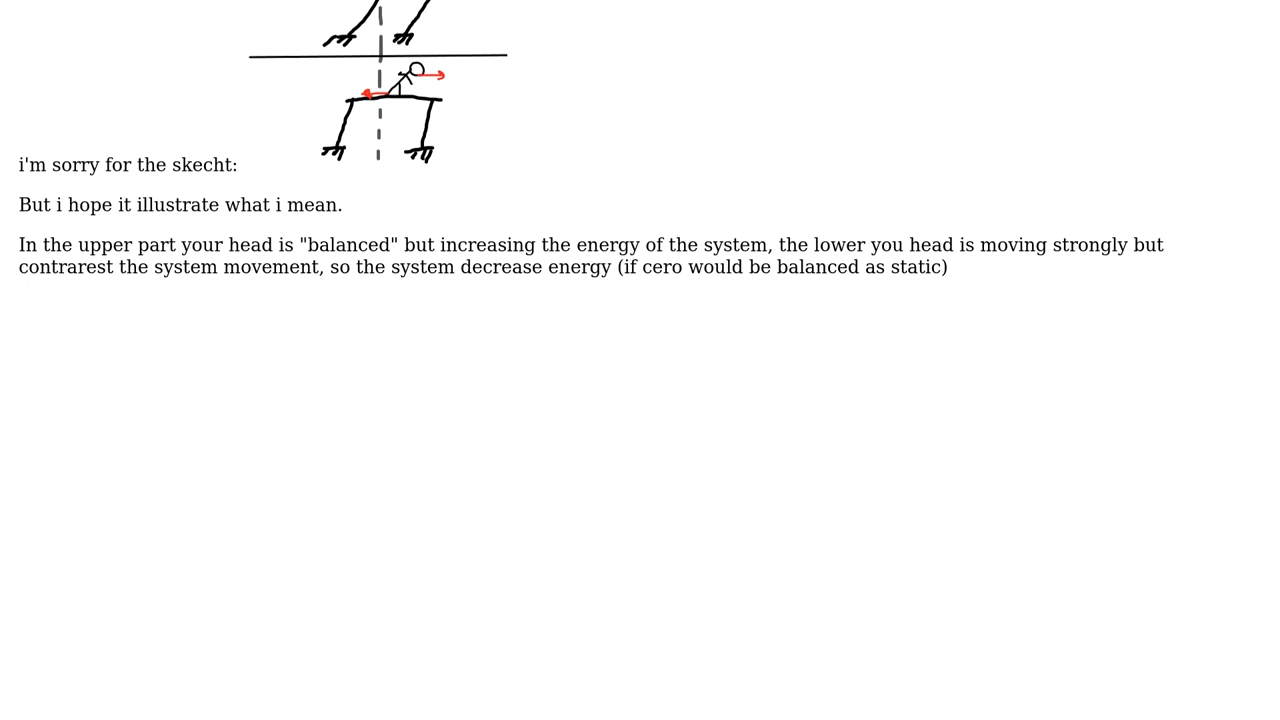 i'm sorry for the skecht:
But i hope it illustrate what i mean.
In the upper part your head is "balanced" but increasing the energy of the system, the lower you head is moving strongly but
contrarest the system movement, so the system decrease energy (if cero would be balanced as static)